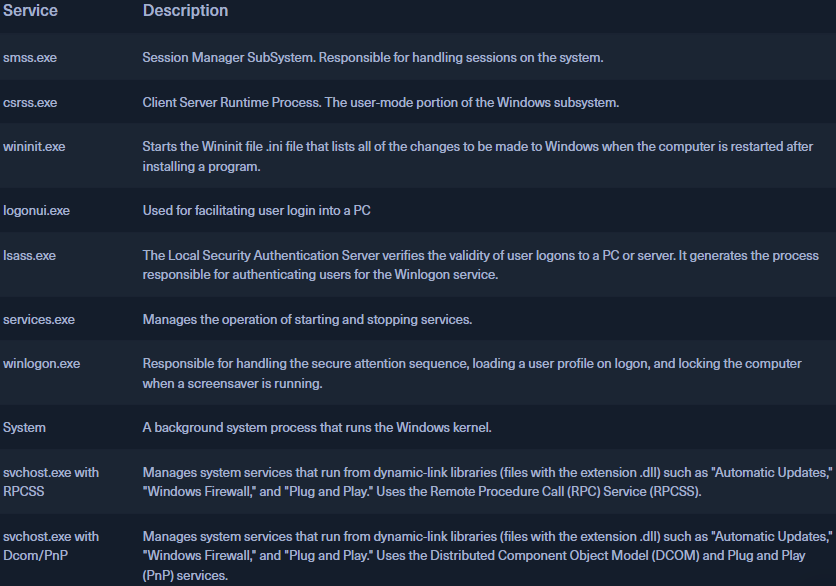 Service Description
smss.exe Session Manager SubSystem. Responsible for handling sessions on the system.
csrss.exe Client Server Runtime Process. The user-mode portion of the Windows subsystem.
wininit.exe Starts the Wininit file .ini file that lists all of the changes to be made to Windows when the computer is restarted after
installing a program.
logonui.exe Used for facilitating user login into a PC
lsass.exe The Local Security Authentication Server verifies the validity of user logons to a PC or server. It generates the process
responsible for authenticating users for the Winlogon service.
services.exe Manages the operation of starting and stopping services.
winlogon.exe Responsible for handling the secure attention sequence, loading a user profile on logon, and locking the computer
when a screensaver is running.
System A background system process that runs the Windows kernel.
svchost.exe with Manages system services that run from dynamic-link libraries (files with the extension .dll) such as "Automatic Updates,"
RPCSS "Windows Firewall," and "Plug and Play." Uses the Remote Procedure Call (RPC) Service (RPCSS).
svchost.exe with Manages system services that run from dynamic-link libraries (files with the extension .dll) such as "Automatic Updates,"
Dcom/PnP "Windows Firewall," and "Plug and Play." Uses the Distributed Component Object Model (DCOM) and Plug and Play
(PnP) services.